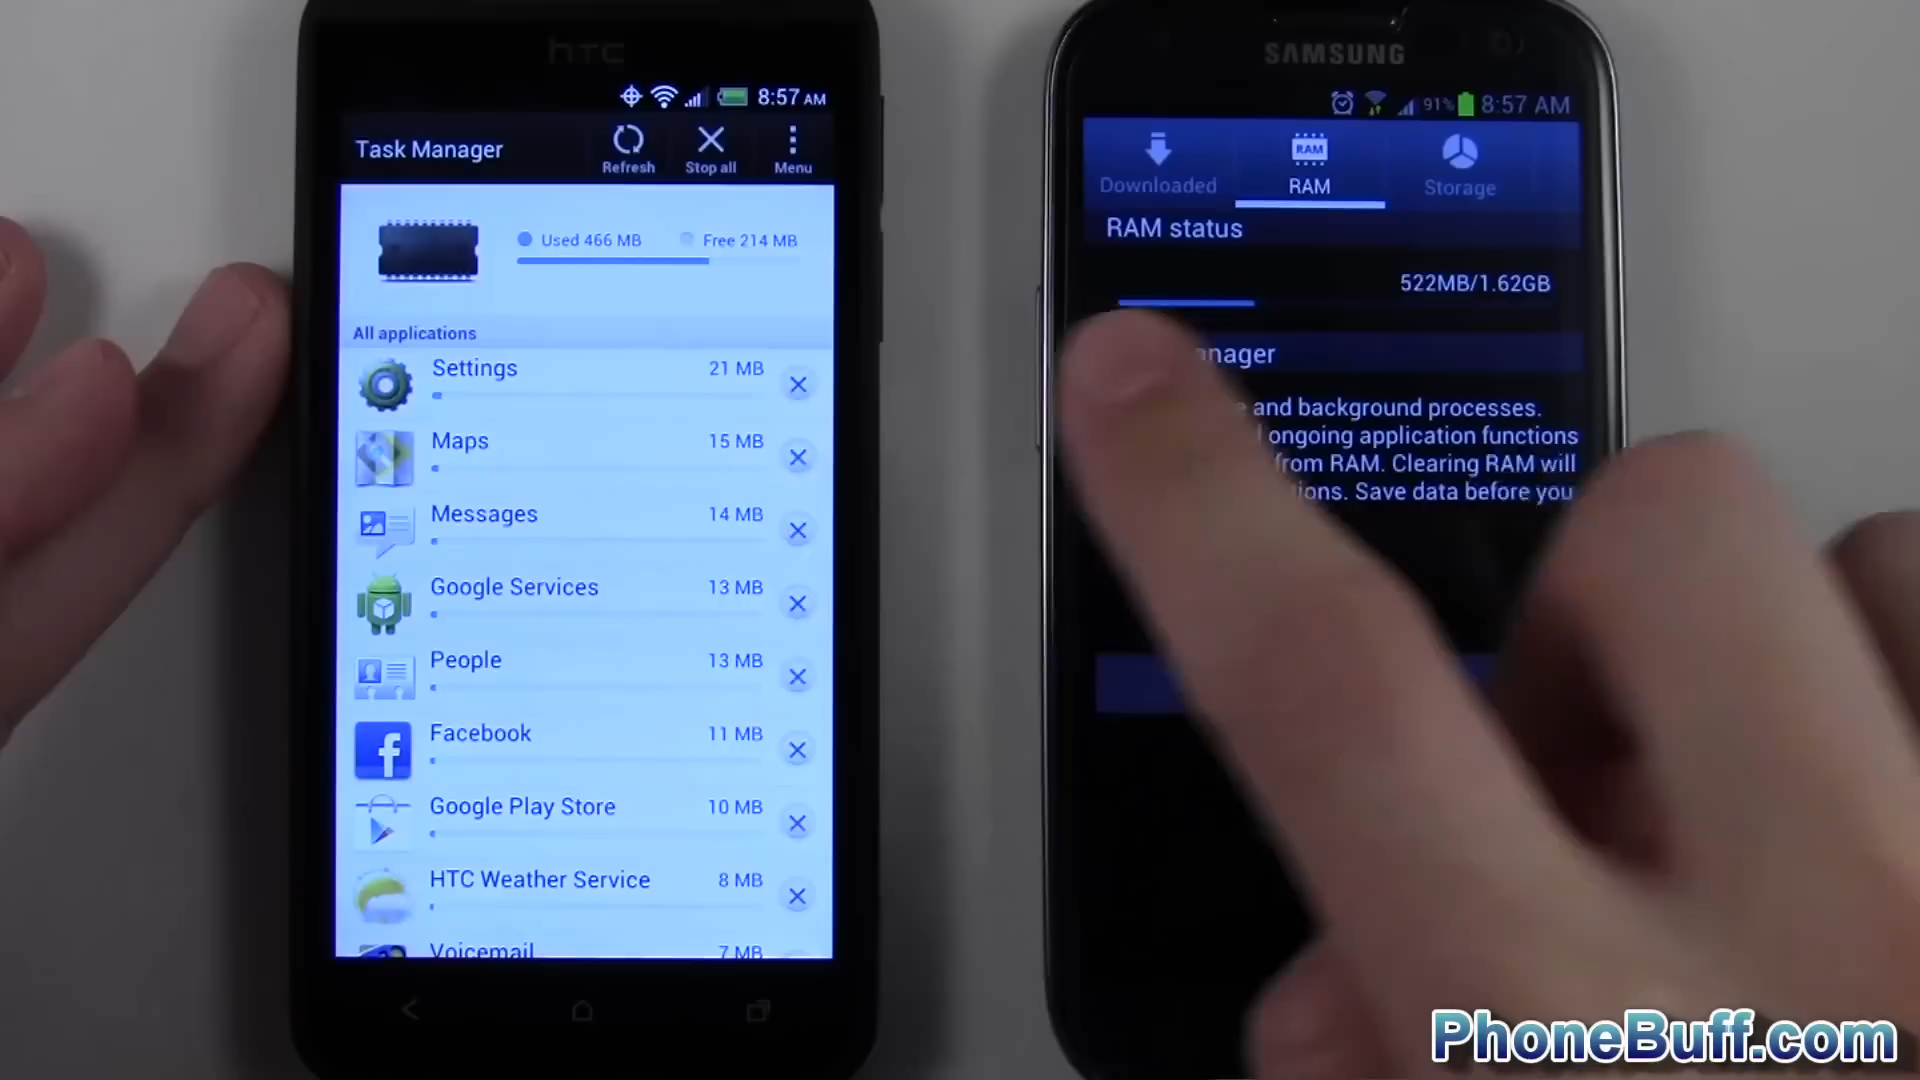 hTC
8:57 AM
Task Manager
Refresh
Stop all
Menu
Used 466 MB
Free 214 MB
All applications
Settings
21 MB
Maps
15 MB
Messages
14 MB
Google Services
13 MB
People
13 MB
Facebook
11 MB
Google Play Store
10 MB
HTC Weather Service
8 MB
Voicemail
7 MB
SAMSUNG
91%
8:57 AM
Downloaded
RAM
RAM
Storage
RAM status
522MB/1.62GB
anager
and background processes.
ongoing application functions
from RAM. Clearing RAM will
ions. Save data before you
PhoneBuff.com